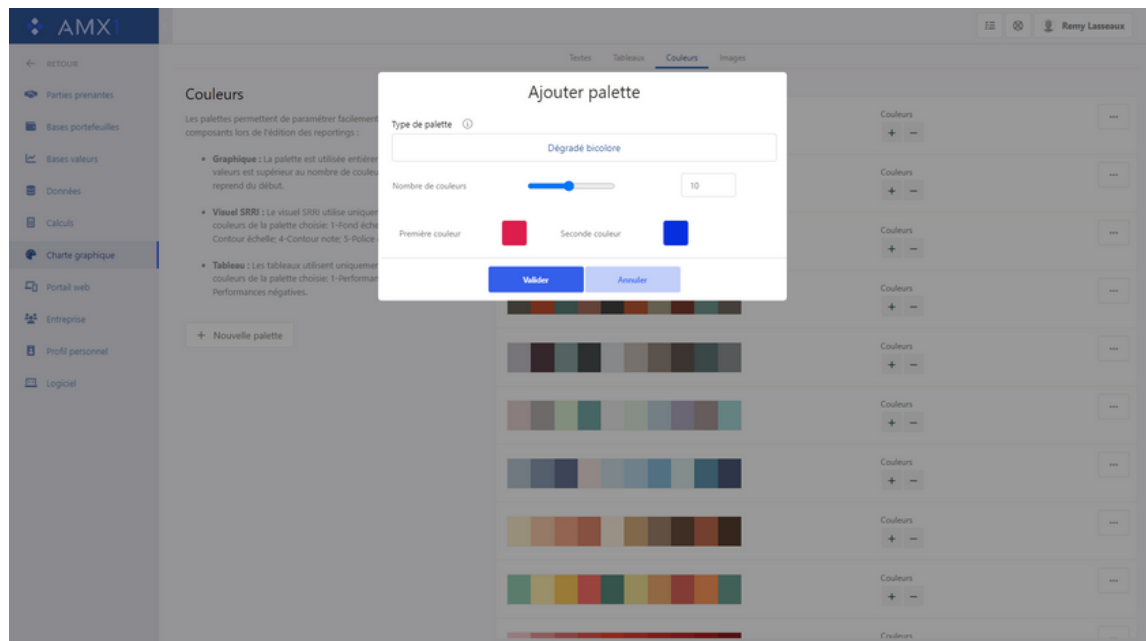 AMX1
Remy Lasseaux
RETOUR
Parties prenantes
Bases portefeuilles
Bases valeurs
Données
Calculs
Charte graphique
Portail web
Entreprise
Profil personnel
Logiciel
Textes Tableaux Couleurs Images
Couleurs
Les palettes permettent de paramétrer facilement
composants lors de l'édition des reportings :
• Graphique : La palette est utilisée entière
valeurs est supérieur au nombre de couleu
reprend du début.
• Visuel SRRI : Le visuel SRRI utilise unique
couleurs de la palette choisie: 1-Fond éche
Contour échelle; 4-Contour note; 5-Police
• Tableau : Les tableaux utilisent uniquemer
couleurs de la palette choisie: 1-Performan
Performances négatives.
+ Nouvelle palette
Ajouter palette
Type de palette
Dégradé bicolore
Nombre de couleurs
10
Première couleur
Seconde couleur
Valider
Annuler
Couleurs
+ −
Couleurs
+ −
Couleurs
+ −
Couleurs
+ −
Couleurs
+ −
Couleurs
+ −
Couleurs
+ −
Couleurs
+ −
Couleurs
+ −
Couleurs